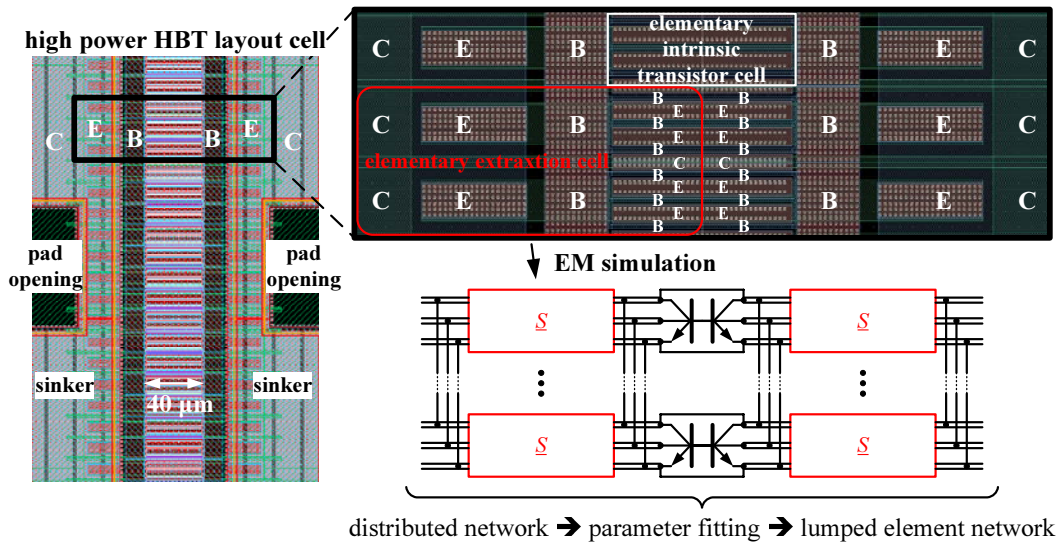 high power HBT layout cell
C E B B E C
pad opening
pad opening
sinker
sinker
40 µm
elementary intrinsic transistor cell
C E B B E C
C E B B E C
C E B B E C
elementary extraxtion cell
B B
E E
B B
E E
B B
C C
B B
E E
B B
E E
B B
EM simulation
S S
S S
distributed network ➔ parameter fitting ➔ lumped element network